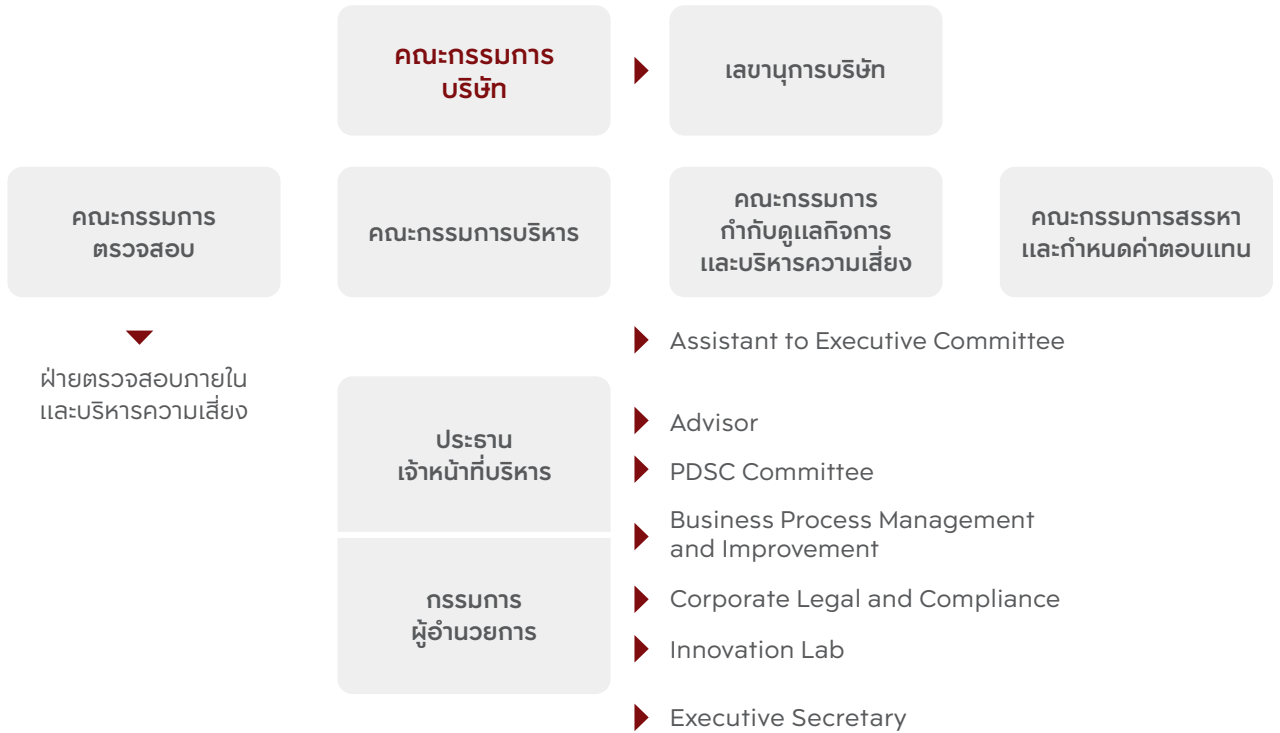 คณะกรรมการ
บริษัท
เลขานุการบริษัท
คณะกรรมการ
ตรวจสอบ
คณะกรรมการบริหาร
คณะกรรมการ
กำกับดูแลกิจการ
และบริหารความเสี่ยง
คณะกรรมการสรรหา
และกำหนดค่าตอบแทน
ฝ่ายตรวจสอบภายใน
และบริหารความเสี่ยง
Assistant to Executive Committee
ประธาน
เจ้าหน้าที่บริหาร
Advisor
PDSC Committee
Business Process Management
and Improvement
กรรมการ
ผู้อำนวยการ
Corporate Legal and Compliance
Innovation Lab
Executive Secretary